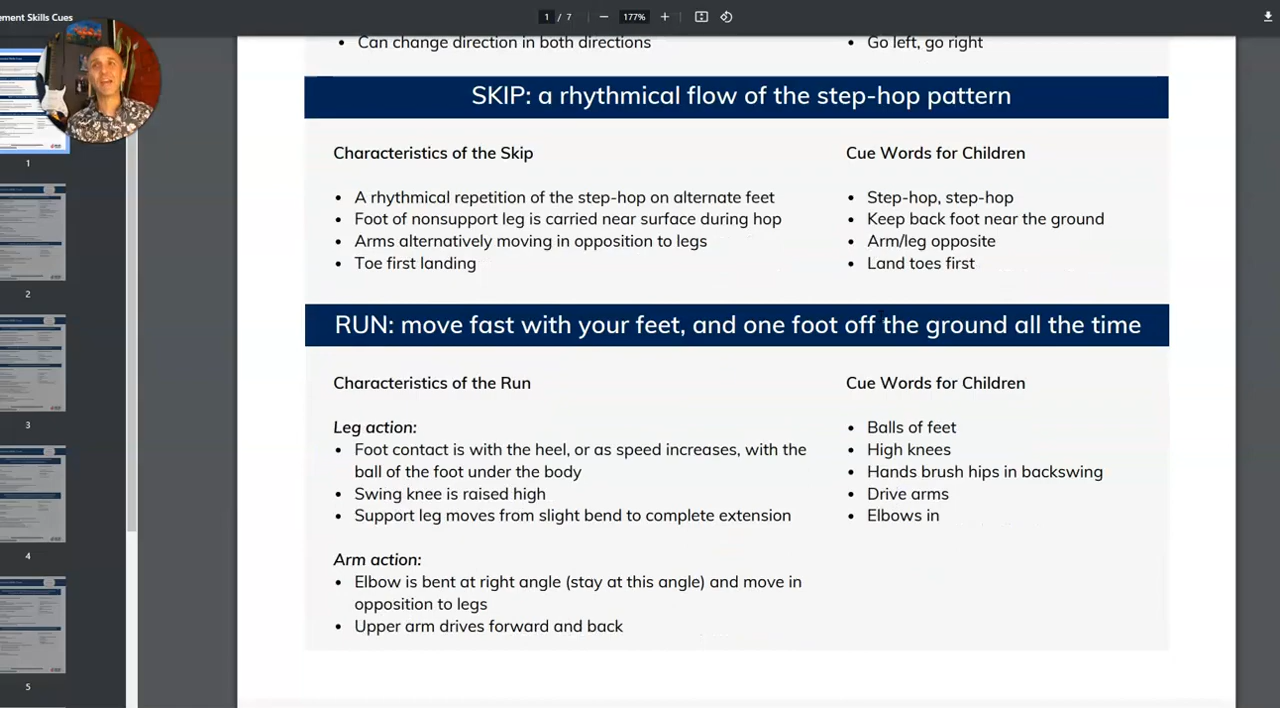 ement Skills Cues
1 / 7
177%
Can change direction in both directions
Go left, go right
SKIP: a rhythmical flow of the step-hop pattern
Characteristics of the Skip
Cue Words for Children
• A rhythmical repetition of the step-hop on alternate feet
• Foot of nonsupport leg is carried near surface during hop
• Arms alternatively moving in opposition to legs
• Toe first landing
• Step-hop, step-hop
• Keep back foot near the ground
• Arm/leg opposite
• Land toes first
RUN: move fast with your feet, and one foot off the ground all the time
Characteristics of the Run
Cue Words for Children
Leg action:
• Foot contact is with the heel, or as speed increases, with the
ball of the foot under the body
• Swing knee is raised high
• Support leg moves from slight bend to complete extension
Arm action:
• Elbow is bent at right angle (stay at this angle) and move in
opposition to legs
• Upper arm drives forward and back
• Balls of feet
• High knees
• Hands brush hips in backswing
• Drive arms
• Elbows in
1
2
3
4
5